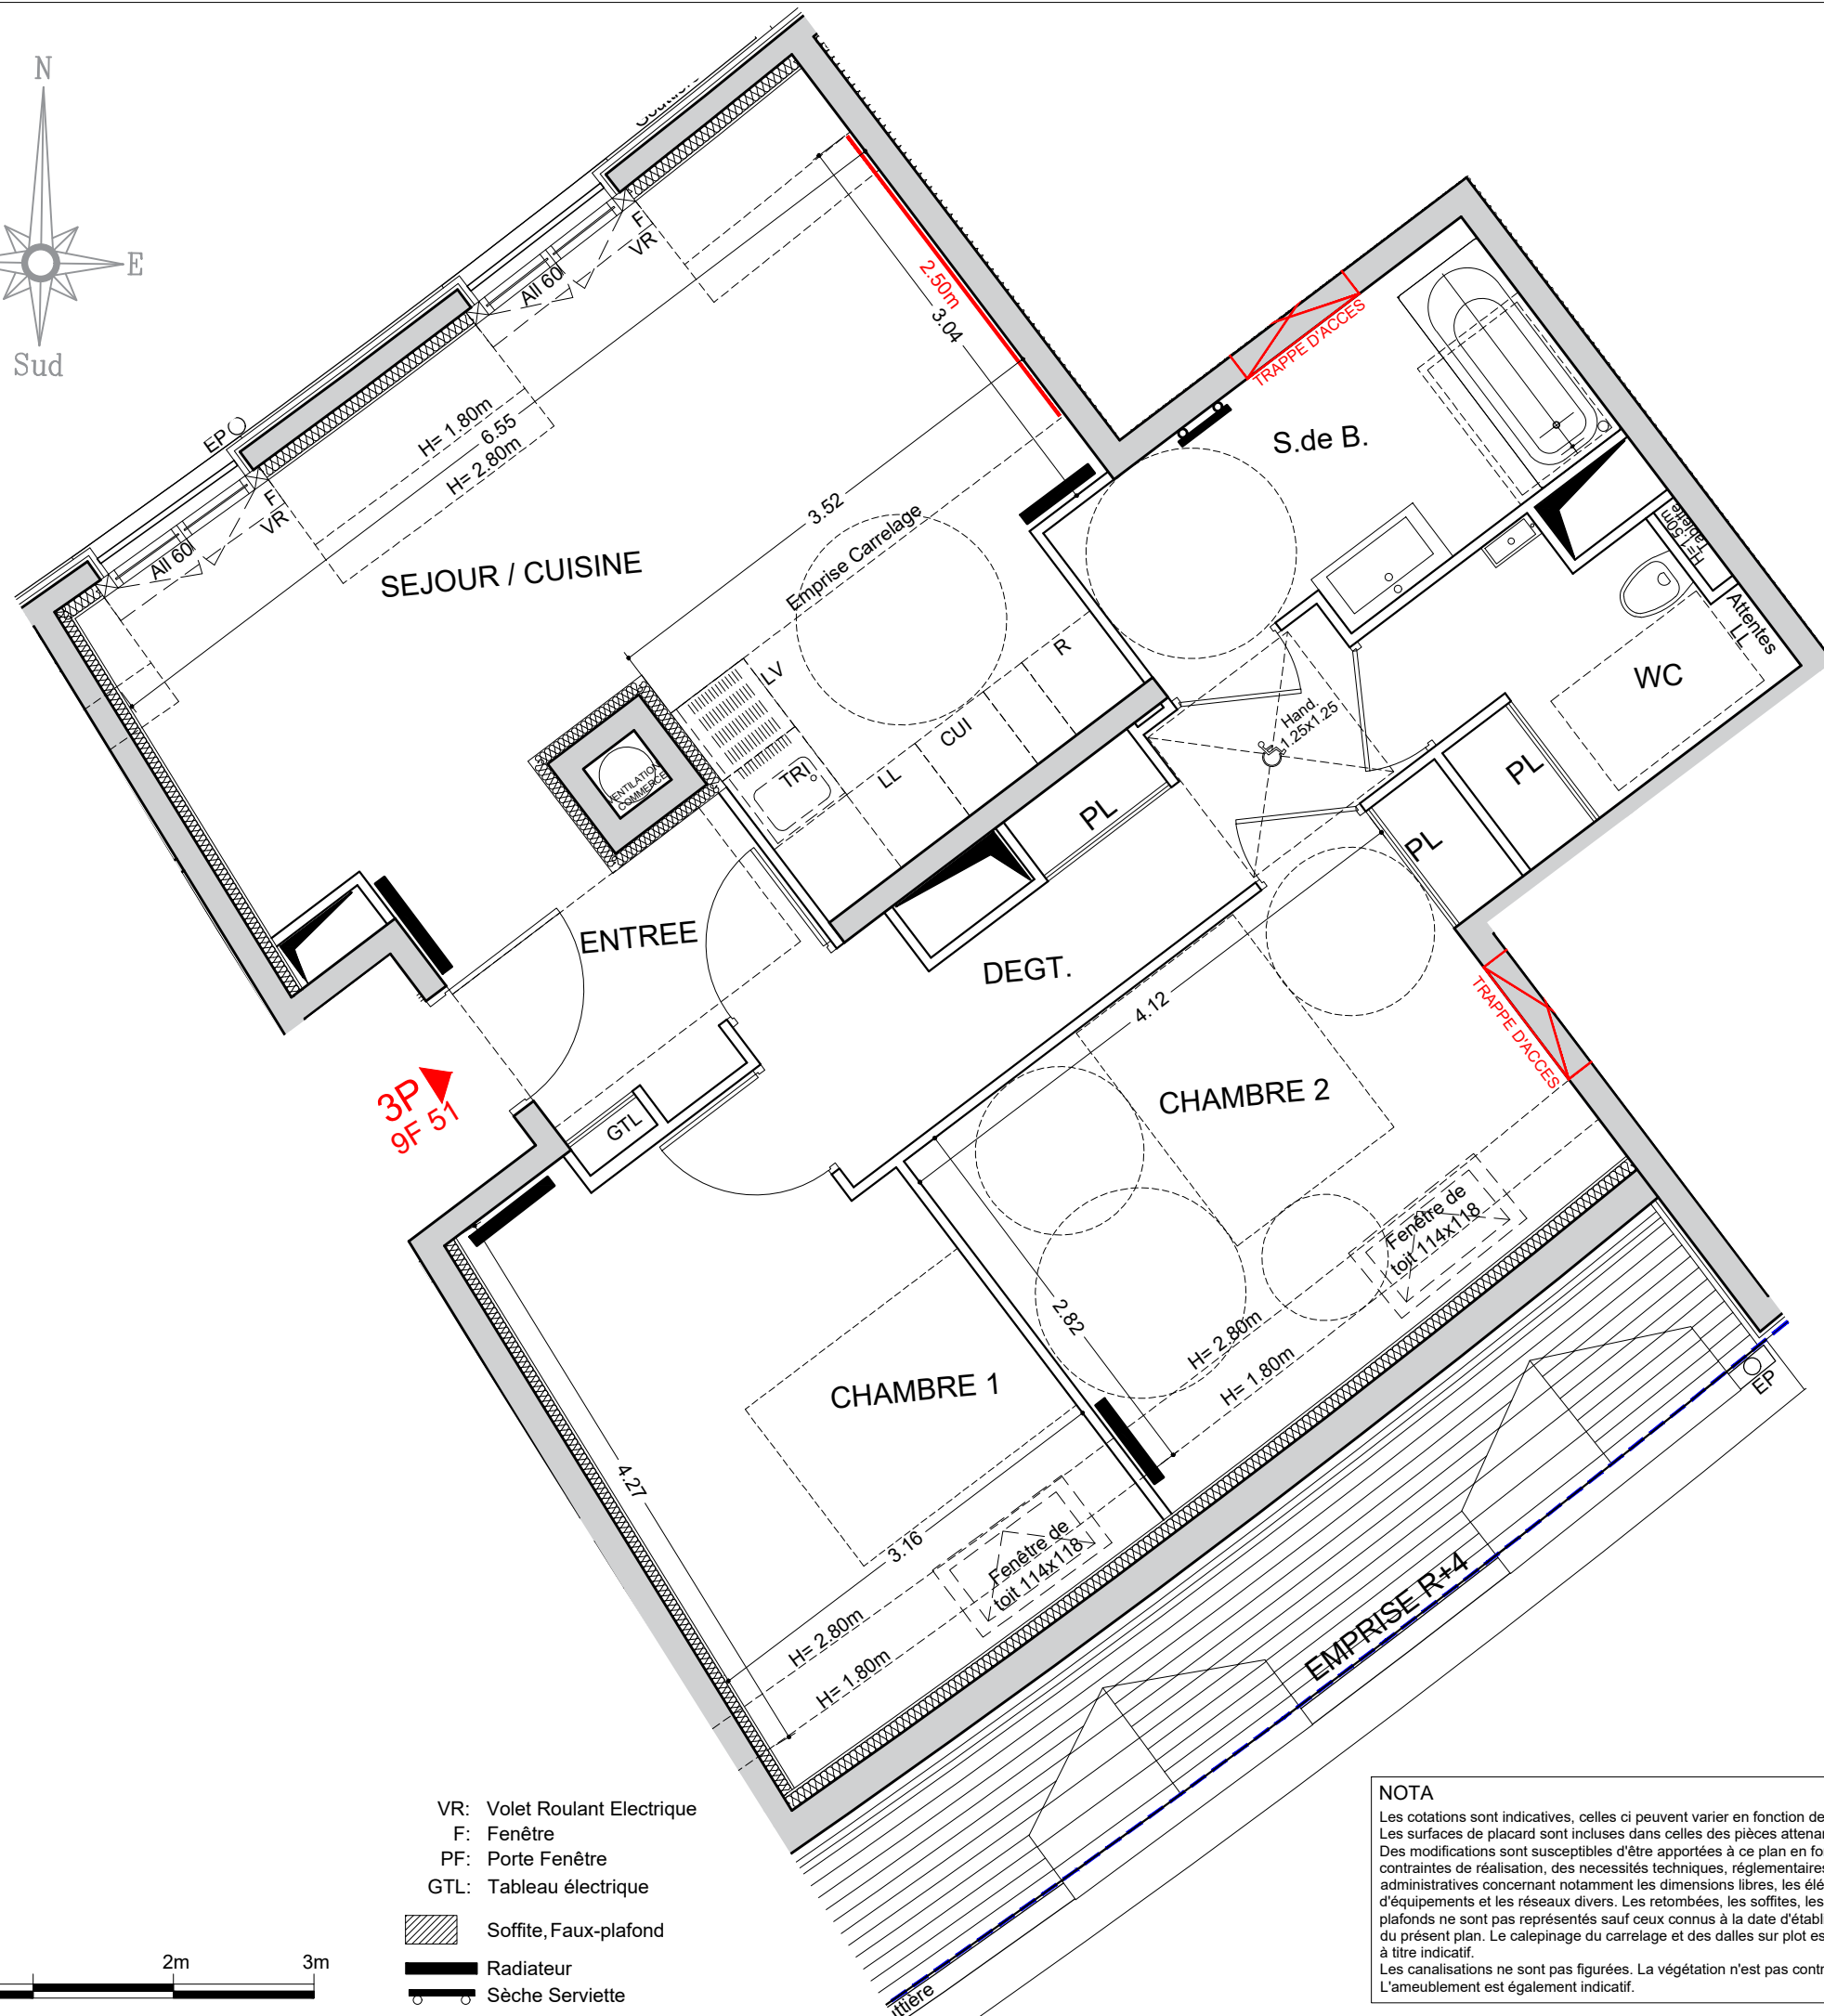 N
E
Sud
EP
F
VR
All 60
F
VR
All 60
H= 1.80m
6.55
H= 2.80m
2.50m
3.04
3.52
SEJOUR / CUISINE
Emprise Carrelage
TRAPPE D'ACCES
S.de B.
H=1.50m
Tablette
Attentes
LL
WC
LV
TRI
LL
CUI
R
VENTILATION
COMMERCE
Hand.
1.25x1.25
PL
PL
PL
ENTREE
DEGT.
4.12
TRAPPE D'ACCES
3P
9F 51
GTL
CHAMBRE 2
Fenêtre de
toit 114x118
2.82
H= 2.80m
H= 1.80m
EP
CHAMBRE 1
4.27
3.16
Fenêtre de
toit 114x118
H= 2.80m
H= 1.80m
EMPRISE R+4
VR: Volet Roulant Electrique
F: Fenêtre
PF: Porte Fenêtre
GTL: Tableau électrique
Soffite, Faux-plafond
Radiateur
Sèche Serviette
2m 3m
NOTA
Les cotations sont indicatives, celles ci peuvent varier en fonction de
Les surfaces de placard sont incluses dans celles des pièces
Des modifications sont susceptibles d'être apportées à ce plan en
contraintes de réalisation, des necessités techniques, réglementaires
administratives concernant notamment les dimensions libres, les
d'équipements et les réseaux divers. Les retombées, les soffites, les
plafonds ne sont pas représentés sauf ceux connus à la date
du présent plan. Le calepinage du carrelage et des dalles sur plot
à titre indicatif.
Les canalisations ne sont pas figurées. La végétation n'est pas
L'ameublement est également indicatif.